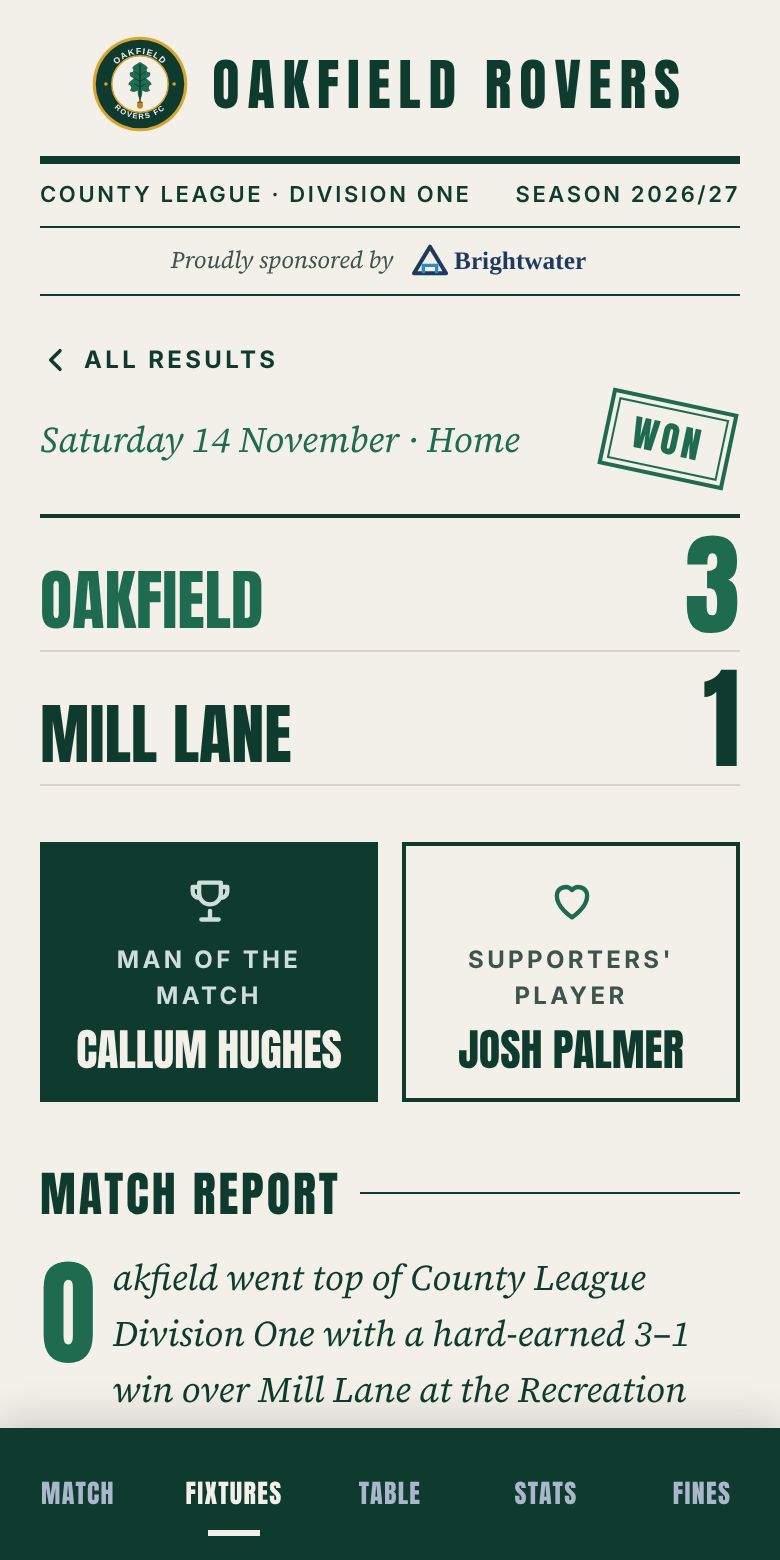 OAKFIELD
ROVERS FC
OAKFIELD ROVERS
COUNTY LEAGUE · DIVISION ONE SEASON 2026/27
Proudly sponsored by Brightwater
ALL RESULTS
Saturday 14 November · Home
WON
OAKFIELD 3
MILL LANE 1
MAN OF THE
MATCH
CALLUM HUGHES
SUPPORTERS'
PLAYER
JOSH PALMER
MATCH REPORT
Oakfield went top of County League
Division One with a hard-earned 3–1
win over Mill Lane at the Recreation
MATCH FIXTURES TABLE STATS FINES